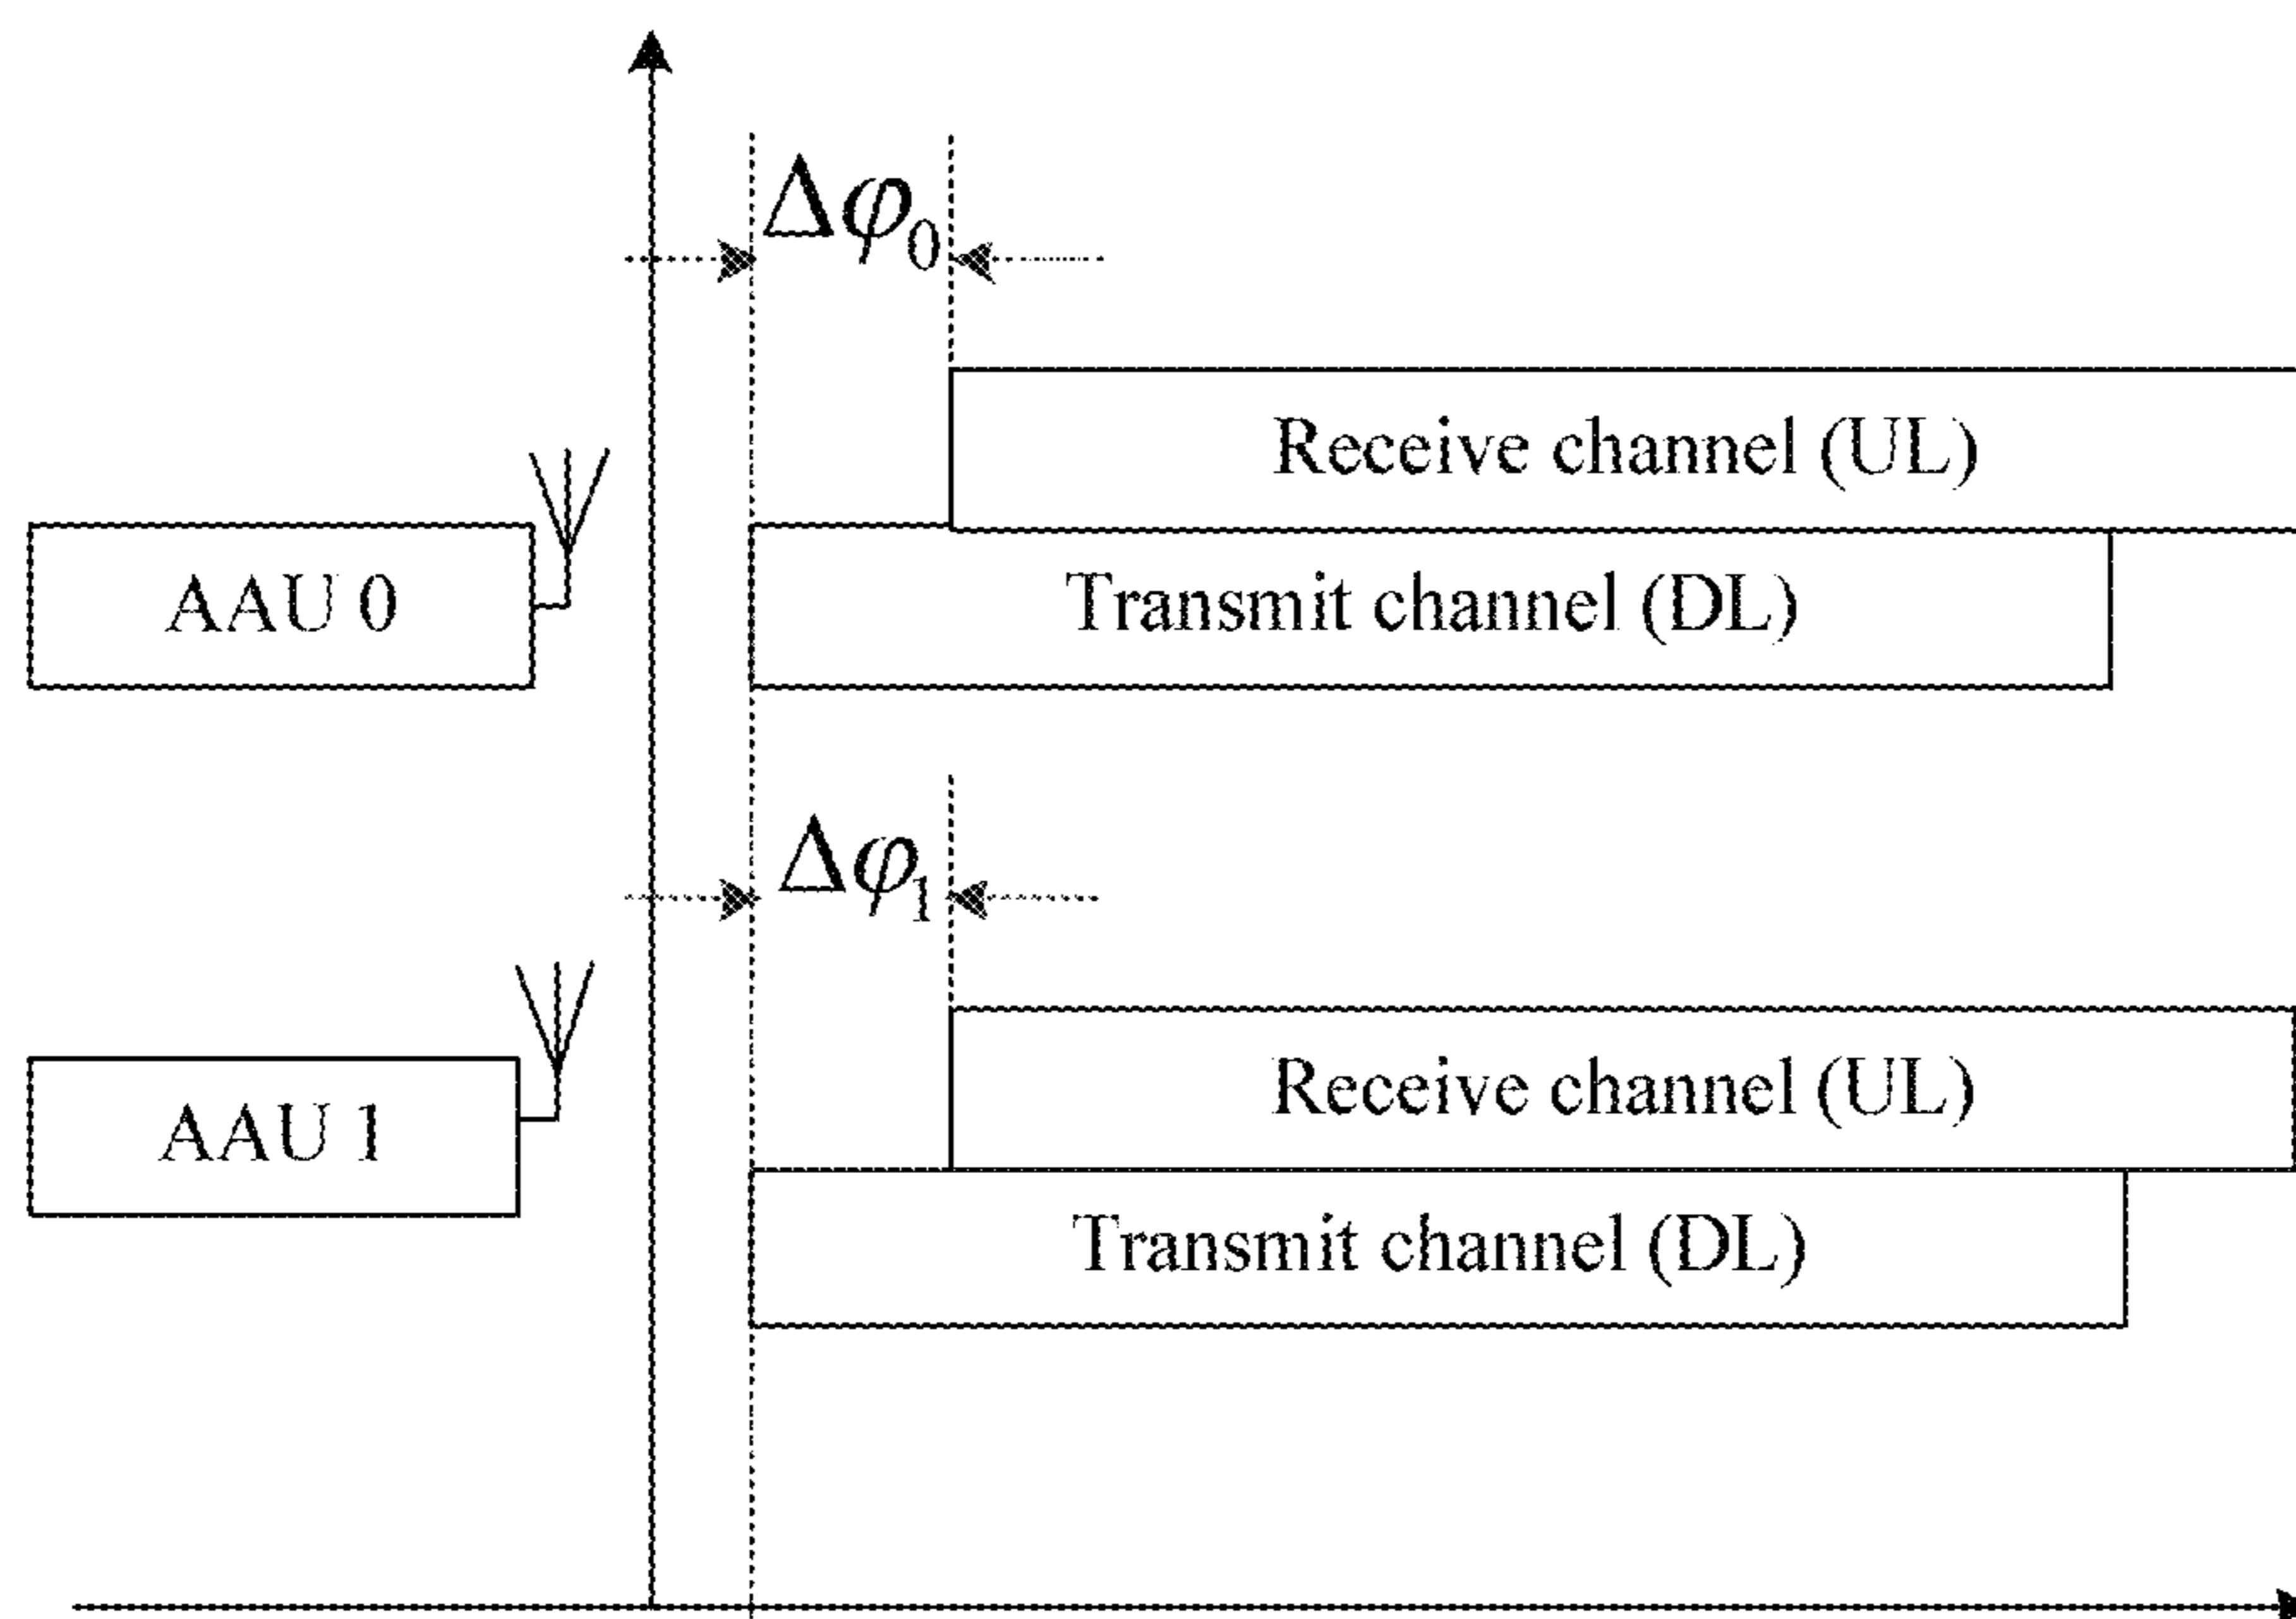 Δφ₀
Receive channel (UL)
AAU 0
Transmit channel (DL)
Δφ₁
Receive channel (UL)
AAU 1
Transmit channel (DL)